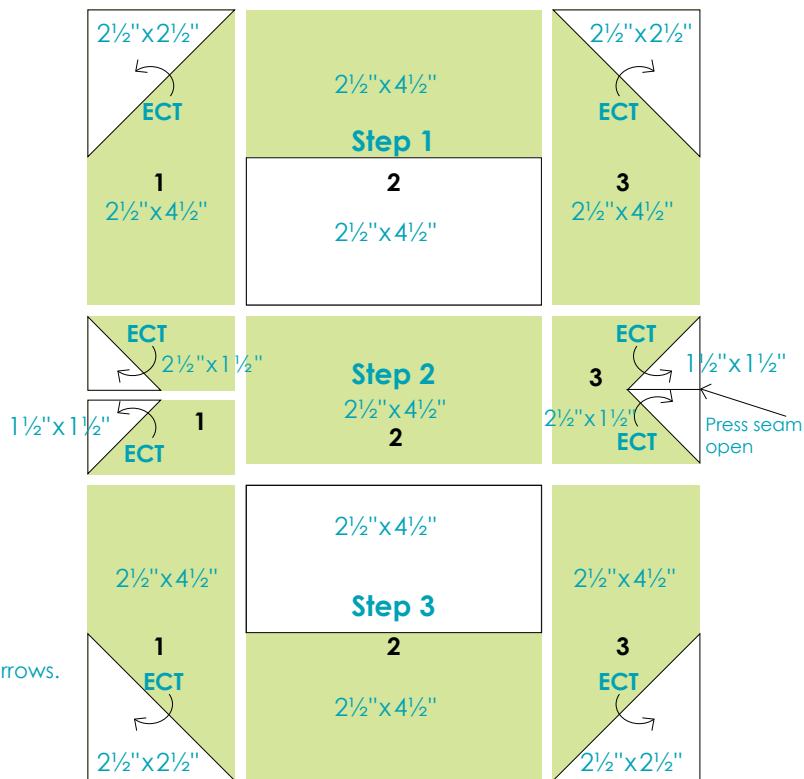 2½"x2½"
2½"x2½"
2½"x4½"
ECT
ECT
Step 1
1
2
3
2½"x4½"
2½"x4½"
2½"x4½"
ECT
ECT
2½"x1½"
1½"x1½"
Step 2
3
2½"x4½"
1½"x1½"
1
2
2½"x1½"
Press seam
open
ECT
ECT
2½"x4½"
2½"x4½"
2½"x4½"
Step 3
1
2
3
rrows.
ECT
ECT
2½"x4½"
2½"x2½"
2½"x2½"